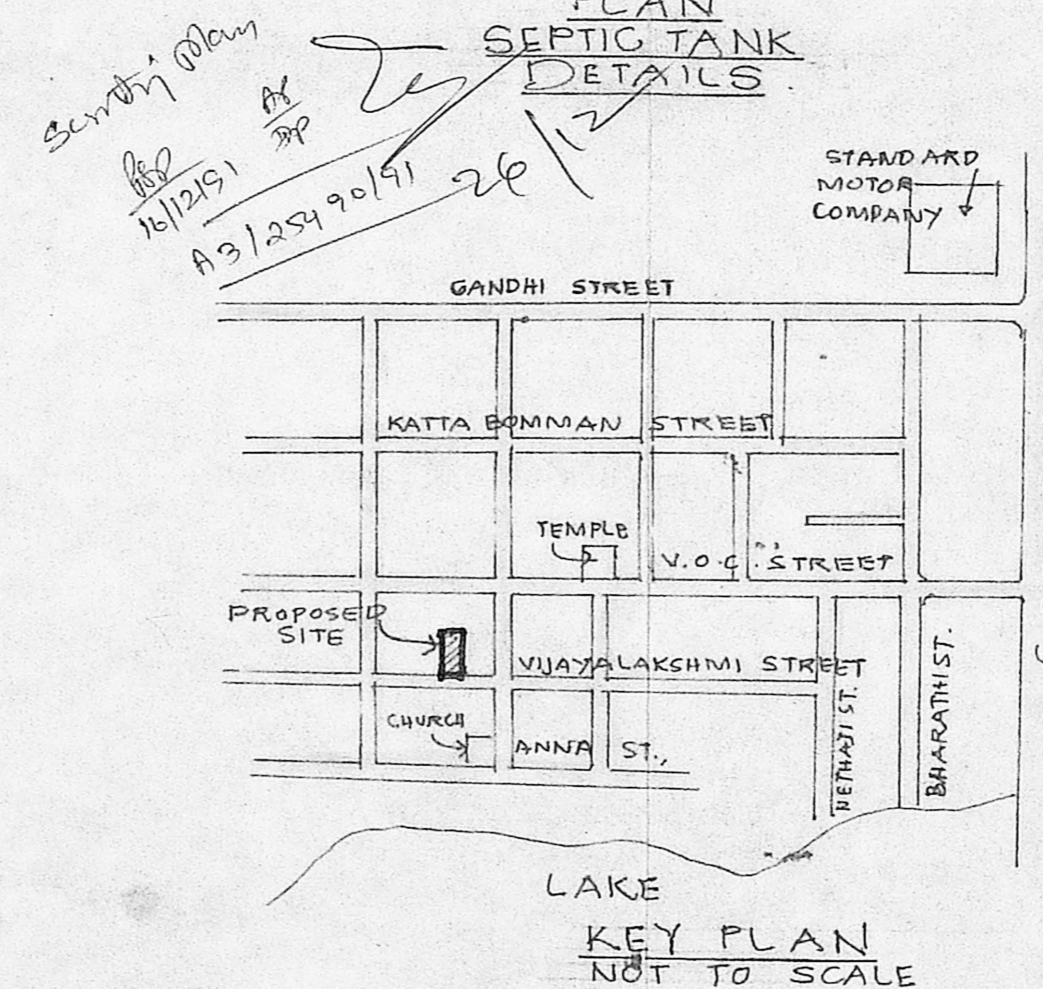 PLAN
SEPTIC TANK
DETAILS
16/12/91
A3/25490/91
26/12
STANDARD
MOTOR
COMPANY
GANDHI STREET
KATTA BOMMAN STREET
TEMPLE
V.O.C. STREET
PROPOSED
SITE
VIJAYALAKSHMI STREET
CHURCH
ANNA ST.,
NETHAJI ST.
BHARATHI ST.
LAKE
KEY PLAN
NOT TO SCALE